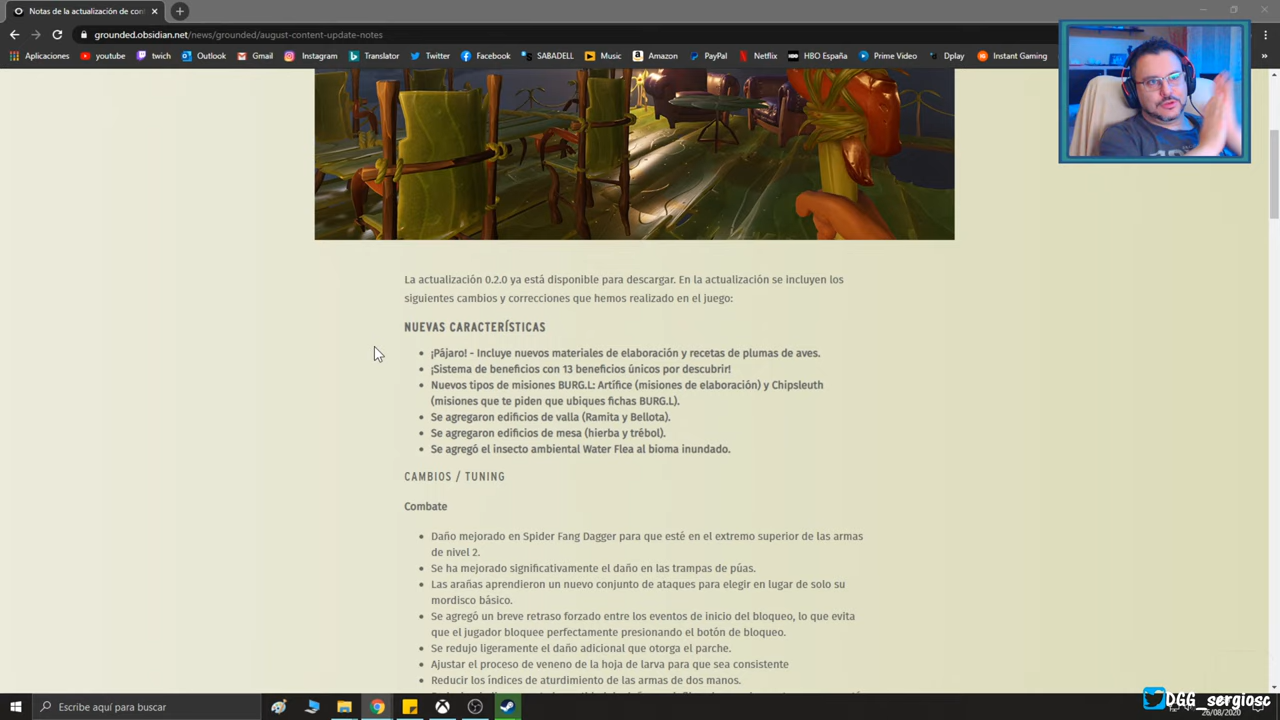 Notas de la actualización de cont
grounded.obsidian.net/news/grounded/august-content-update-notes
Aplicaciones youtube twitch Outlook Gmail Instagram Translator Twitter Facebook SABADELL Music Amazon PayPal Netflix HBO España Prime Video Dplay Instant Gaming »
La actualización 0.2.0 ya está disponible para descargar. En la actualización se incluyen los
siguientes cambios y correcciones que hemos realizado en el juego:
NUEVAS CARACTERÍSTICAS
• ¡Pájaro! - Incluye nuevos materiales de elaboración y recetas de plumas de aves.
• ¡Sistema de beneficios con 13 beneficios únicos por descubrir!
• Nuevos tipos de misiones BURG.L: Artífice (misiones de elaboración) y Chipsleuth
(misiones que te piden que ubiques fichas BURG.L).
• Se agregaron edificios de valla (Ramita y Bellota).
• Se agregaron edificios de mesa (hierba y trébol).
• Se agregó el insecto ambiental Water Flea al bioma inundado.
CAMBIOS / TUNING
Combate
• Daño mejorado en Spider Fang Dagger para que esté en el extremo superior de las armas
de nivel 2.
• Se ha mejorado significativamente el daño en las trampas de púas.
• Las arañas aprendieron un nuevo conjunto de ataques para elegir en lugar de solo su
mordisco básico.
• Se agregó un breve retraso forzado entre los eventos de inicio del bloqueo, lo que evita
que el jugador bloquee perfectamente presionando el botón de bloqueo.
• Se redujo ligeramente el daño adicional que otorga el parche.
• Ajustar el proceso de veneno de la hoja de larva para que sea consistente
• Reducir los índices de aturdimiento de las armas de dos manos.
Escribe aquí para buscar
DGG_sergiosc
26/08/2020